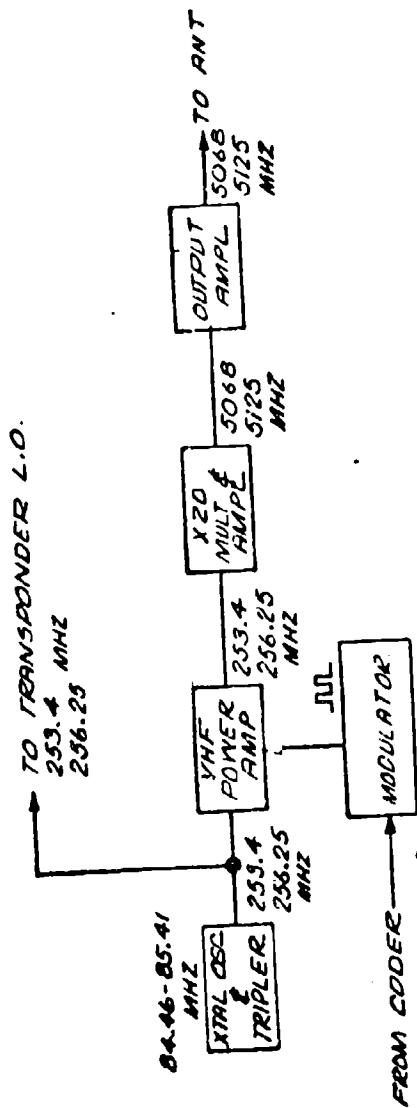 TO TRANSPONDER L.O.
253.4 MHZ
256.25
84.46-85.41
MHZ
XTAL OSC
&
TRIPLER
253.4
256.25
MHZ
VHF
POWER
AMP
253.4
256.25
MHZ
X20
MULT &
AMPL
5068
5125
MHZ
OUTPUT
AMPL
5068
5125
MHZ
TO ANT
MODULATOR
FROM CODER